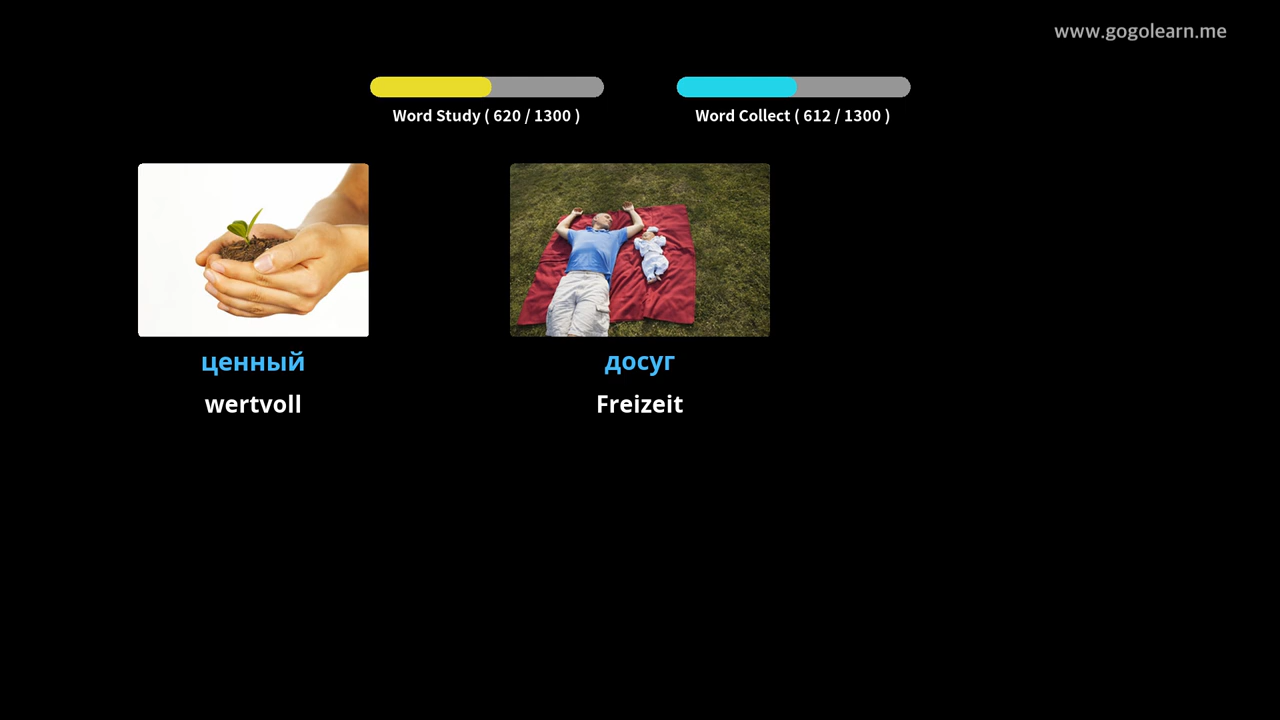 www.gogolearn.me
Word Study ( 620 / 1300 )
Word Collect ( 612 / 1300 )
ценный
досуг
wertvoll
Freizeit